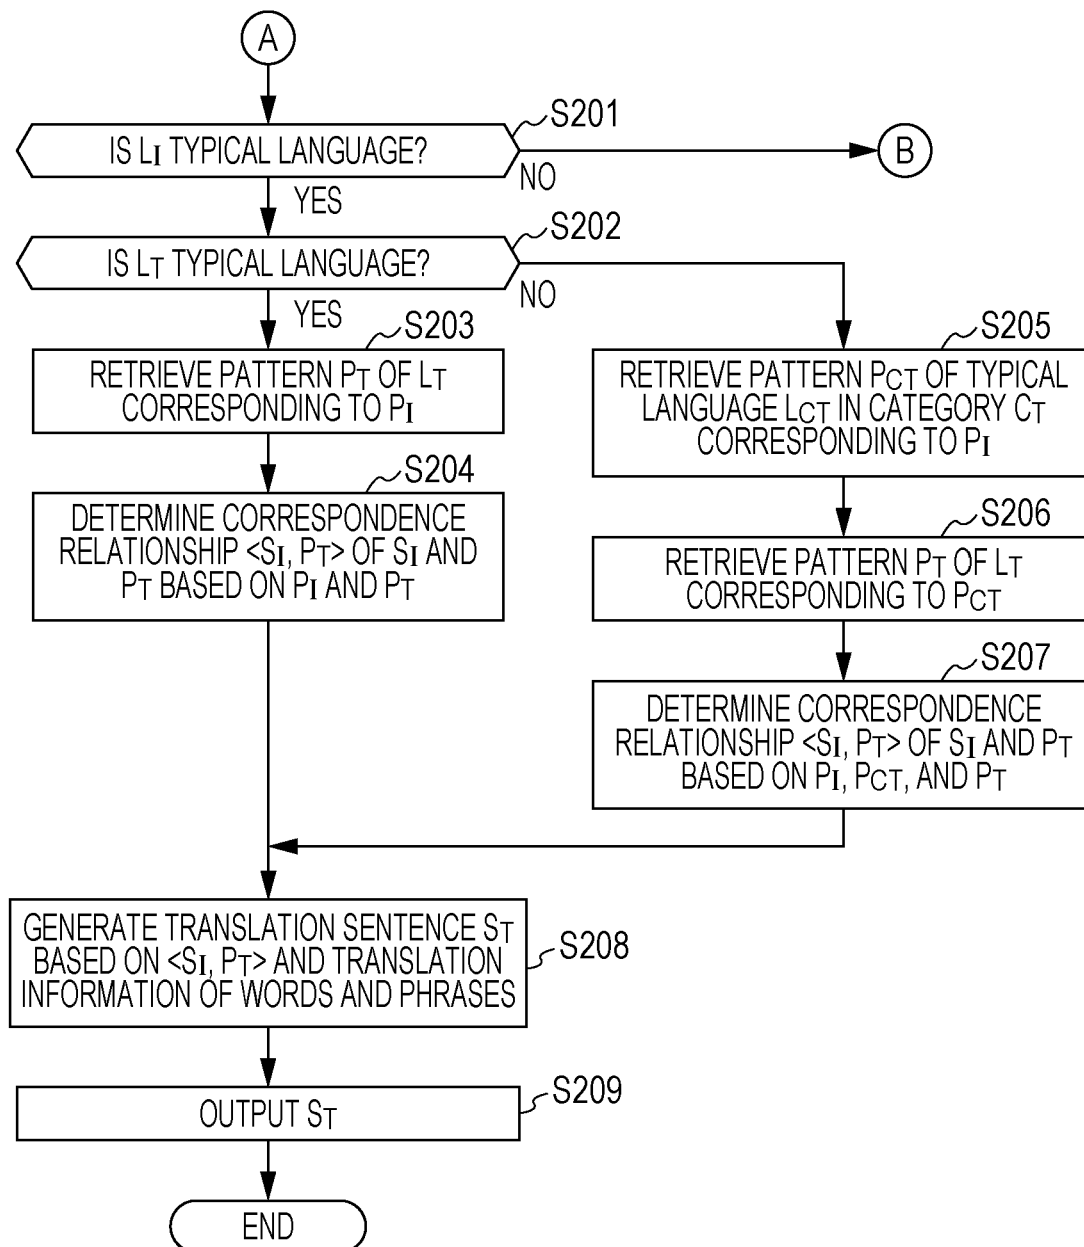 A
S201
IS LI TYPICAL LANGUAGE?
NO
B
YES
S202
IS LT TYPICAL LANGUAGE?
NO
YES
S203
RETRIEVE PATTERN PT OF LT
CORRESPONDING TO PI
S204
DETERMINE CORRESPONDENCE
RELATIONSHIP <SI, PT> OF SI AND
PT BASED ON PI AND PT
S205
RETRIEVE PATTERN PCT OF TYPICAL
LANGUAGE LCT IN CATEGORY CT
CORRESPONDING TO PI
S206
RETRIEVE PATTERN PT OF LT
CORRESPONDING TO PCT
S207
DETERMINE CORRESPONDENCE
RELATIONSHIP <SI, PT> OF SI AND PT
BASED ON PI, PCT, AND PT
GENERATE TRANSLATION SENTENCE ST
BASED ON <SI, PT> AND TRANSLATION
INFORMATION OF WORDS AND PHRASES
S208
OUTPUT ST
S209
END